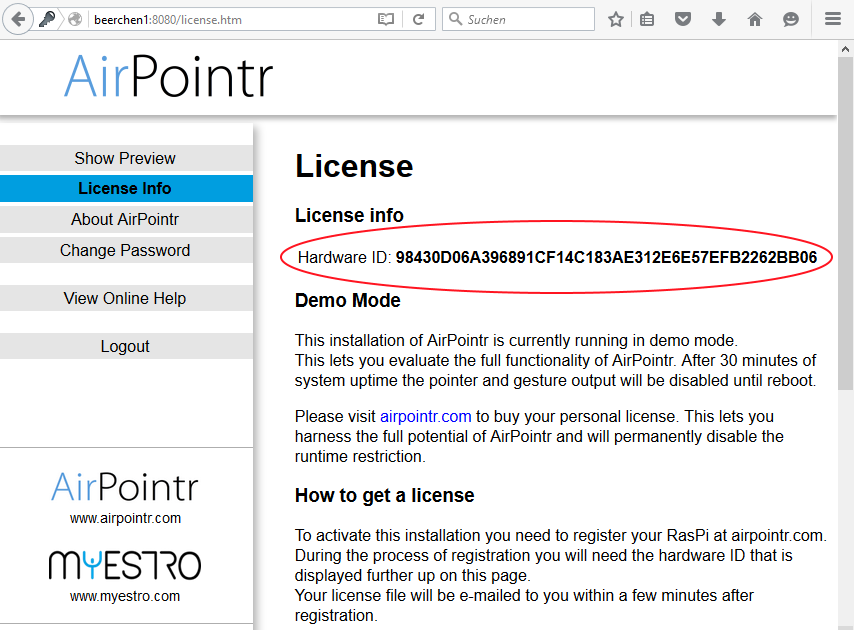 beerchen1:8080/license.htm
Suchen
AirPointr
Show Preview
License Info
About AirPointr
Change Password
View Online Help
Logout
AirPointr
www.airpointr.com
MYESTRO
www.myestro.com
License
License info
Hardware ID: 98430D06A396891CF14C183AE312E6E57EFB2262BB06
Demo Mode
This installation of AirPointr is currently running in demo mode.
This lets you evaluate the full functionality of AirPointr. After 30 minutes of
system uptime the pointer and gesture output will be disabled until reboot.
Please visit airpointr.com to buy your personal license. This lets you
harness the full potential of AirPointr and will permanently disable the
runtime restriction.
How to get a license
To activate this installation you need to register your RasPi at airpointr.com.
During the process of registration you will need the hardware ID that is
displayed further up on this page.
Your license file will be e-mailed to you within a few minutes after
registration.